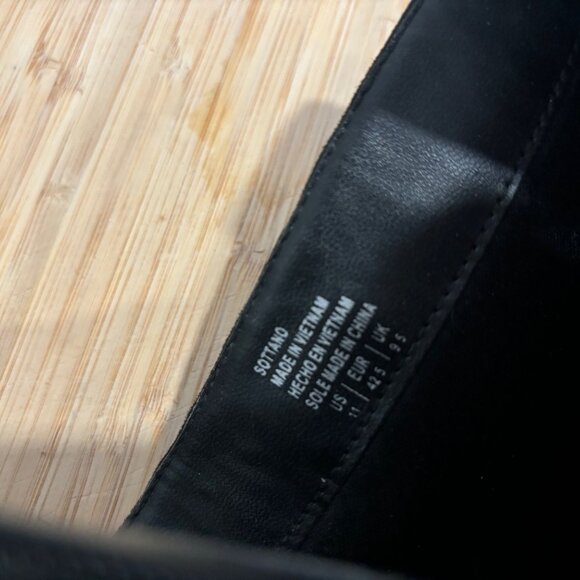 SOTTANO
MADE IN VIETNAM
HECHO EN VIETNAM
SOLE MADE IN CHINA
US | EUR | UK
11 | 42 5 | 9 5